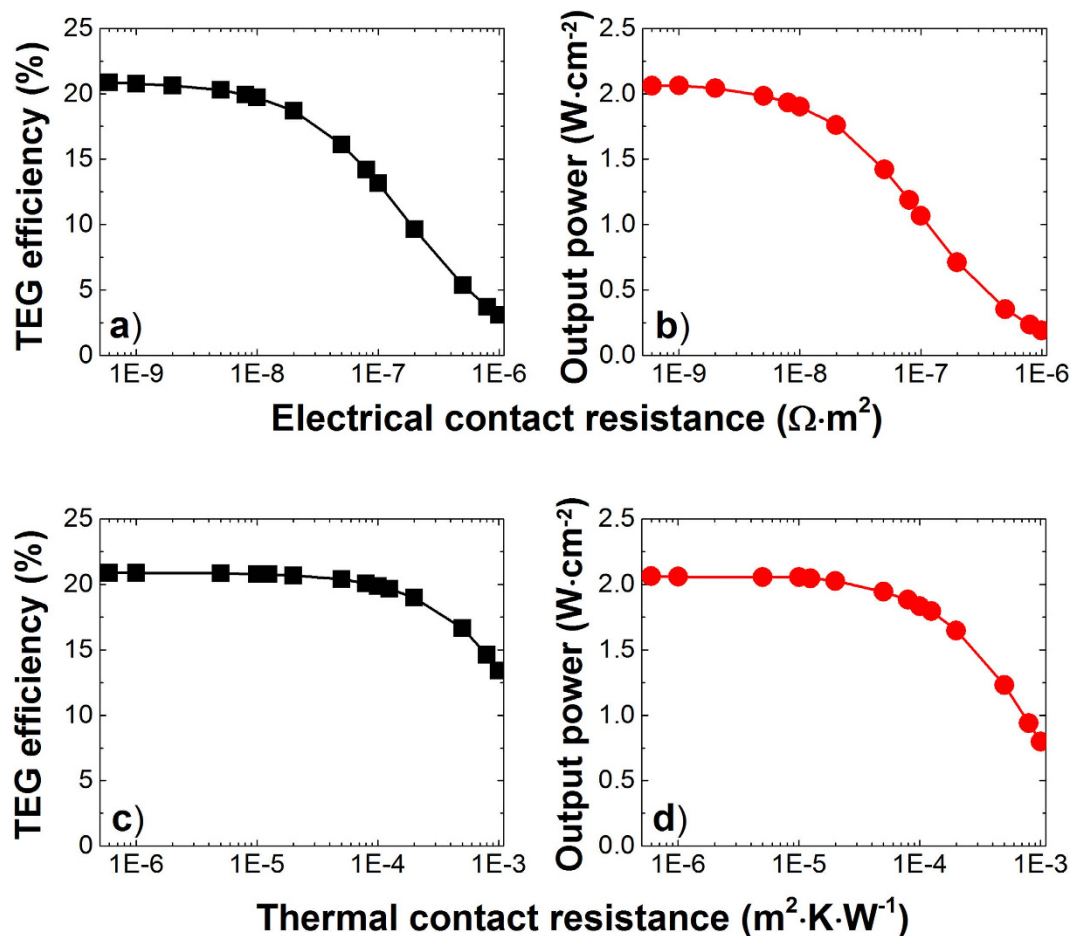 TEG efficiency (%)
25
20
15
10
5
0
a)
1E-9 1E-8 1E-7 1E-6
Output power (W·cm⁻²)
2.5
2.0
1.5
1.0
0.5
0.0
b)
1E-9 1E-8 1E-7 1E-6
Electrical contact resistance (Ω·m²)
TEG efficiency (%)
25
20
15
10
5
0
c)
1E-6 1E-5 1E-4 1E-3
Output power (W·cm⁻²)
2.5
2.0
1.5
1.0
0.5
0.0
d)
1E-6 1E-5 1E-4 1E-3
Thermal contact resistance (m²·K·W⁻¹)